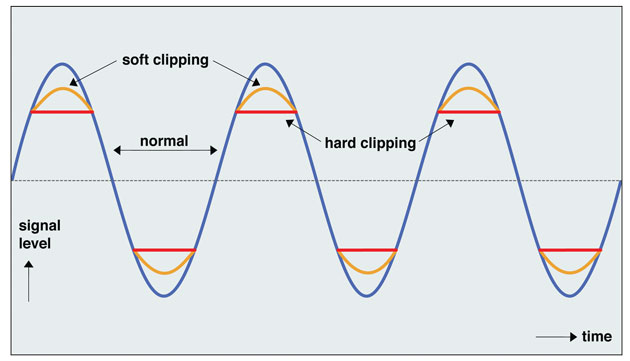 soft clipping
normal
hard clipping
signal
level
time